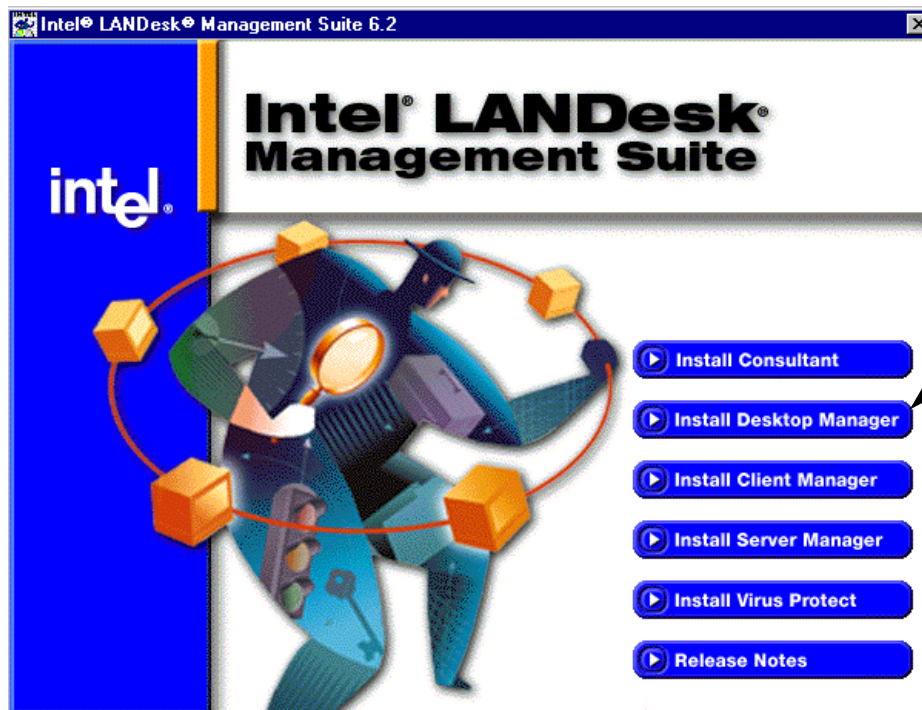 Intel® LANDesk® Management Suite 6.2
Intel® LANDesk®
Management Suite
intel®
Install Consultant
Install Desktop Manager
Install Client Manager
Install Server Manager
Install Virus Protect
Release Notes